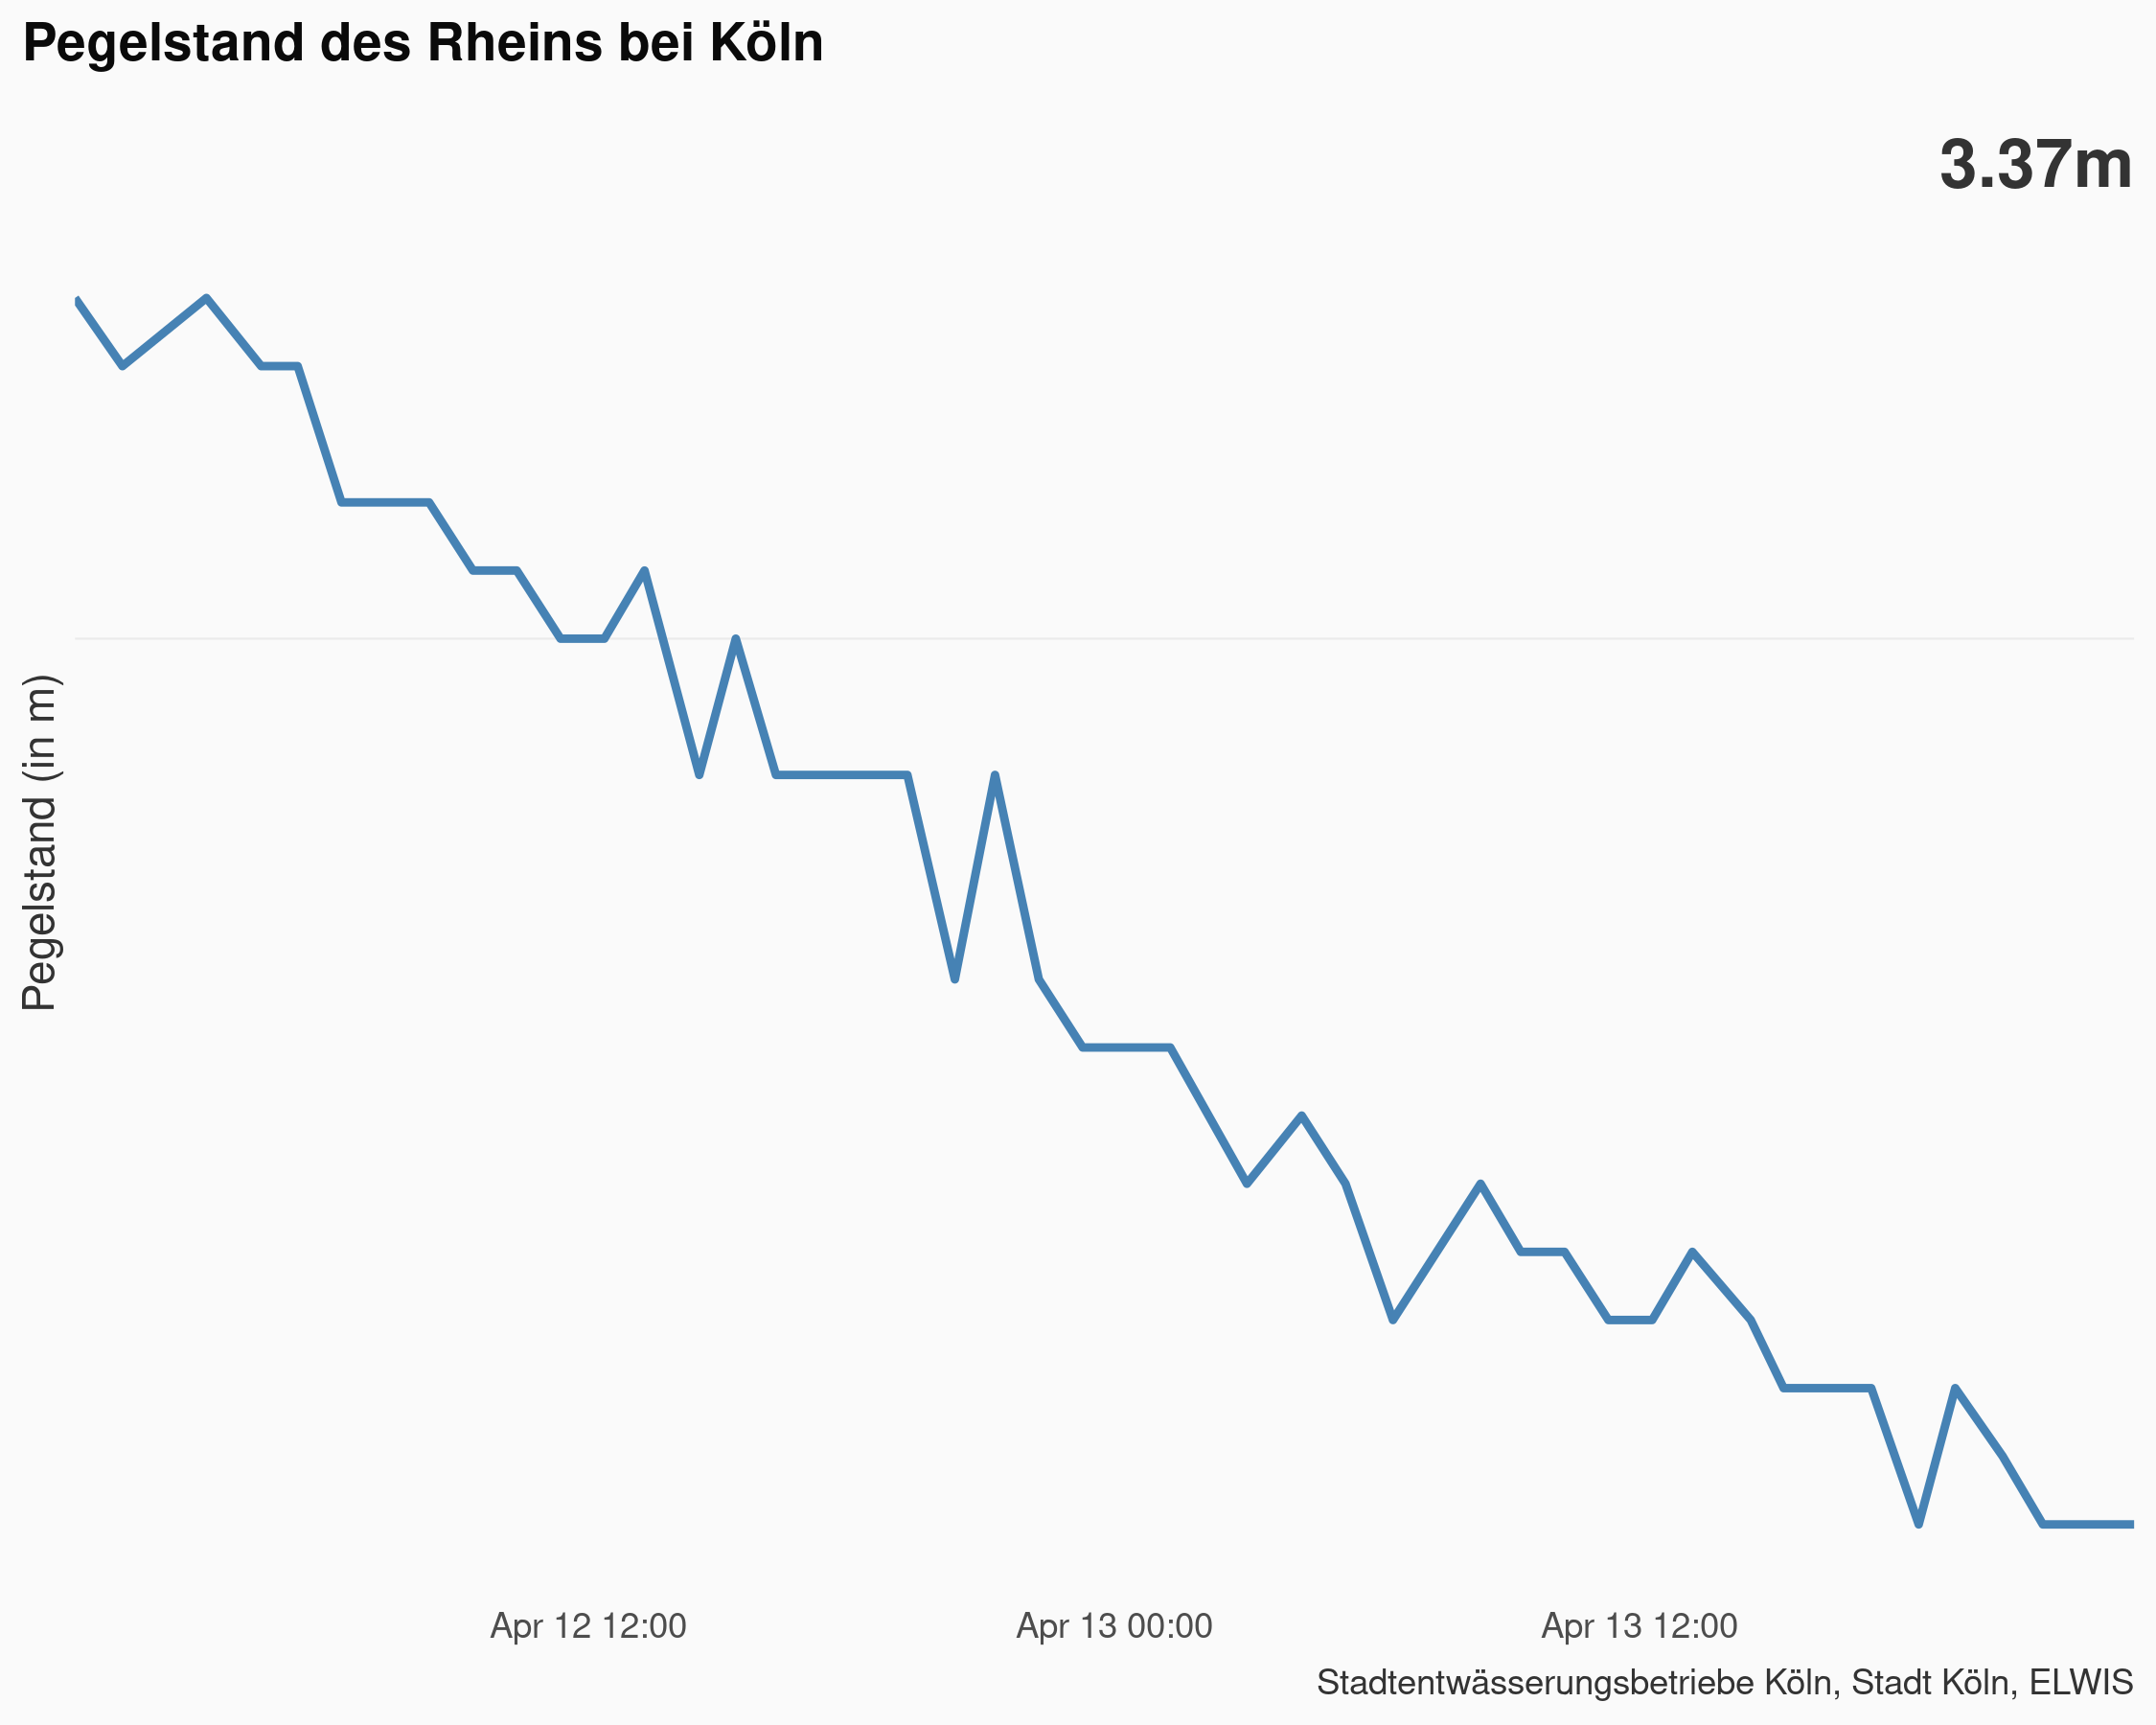 Pegelstand des Rheins bei Köln
3.37m
Pegelstand (in m)
Apr 12 12:00
Apr 13 00:00
Apr 13 12:00
Stadtentwässerungsbetriebe Köln, Stadt Köln, ELWIS